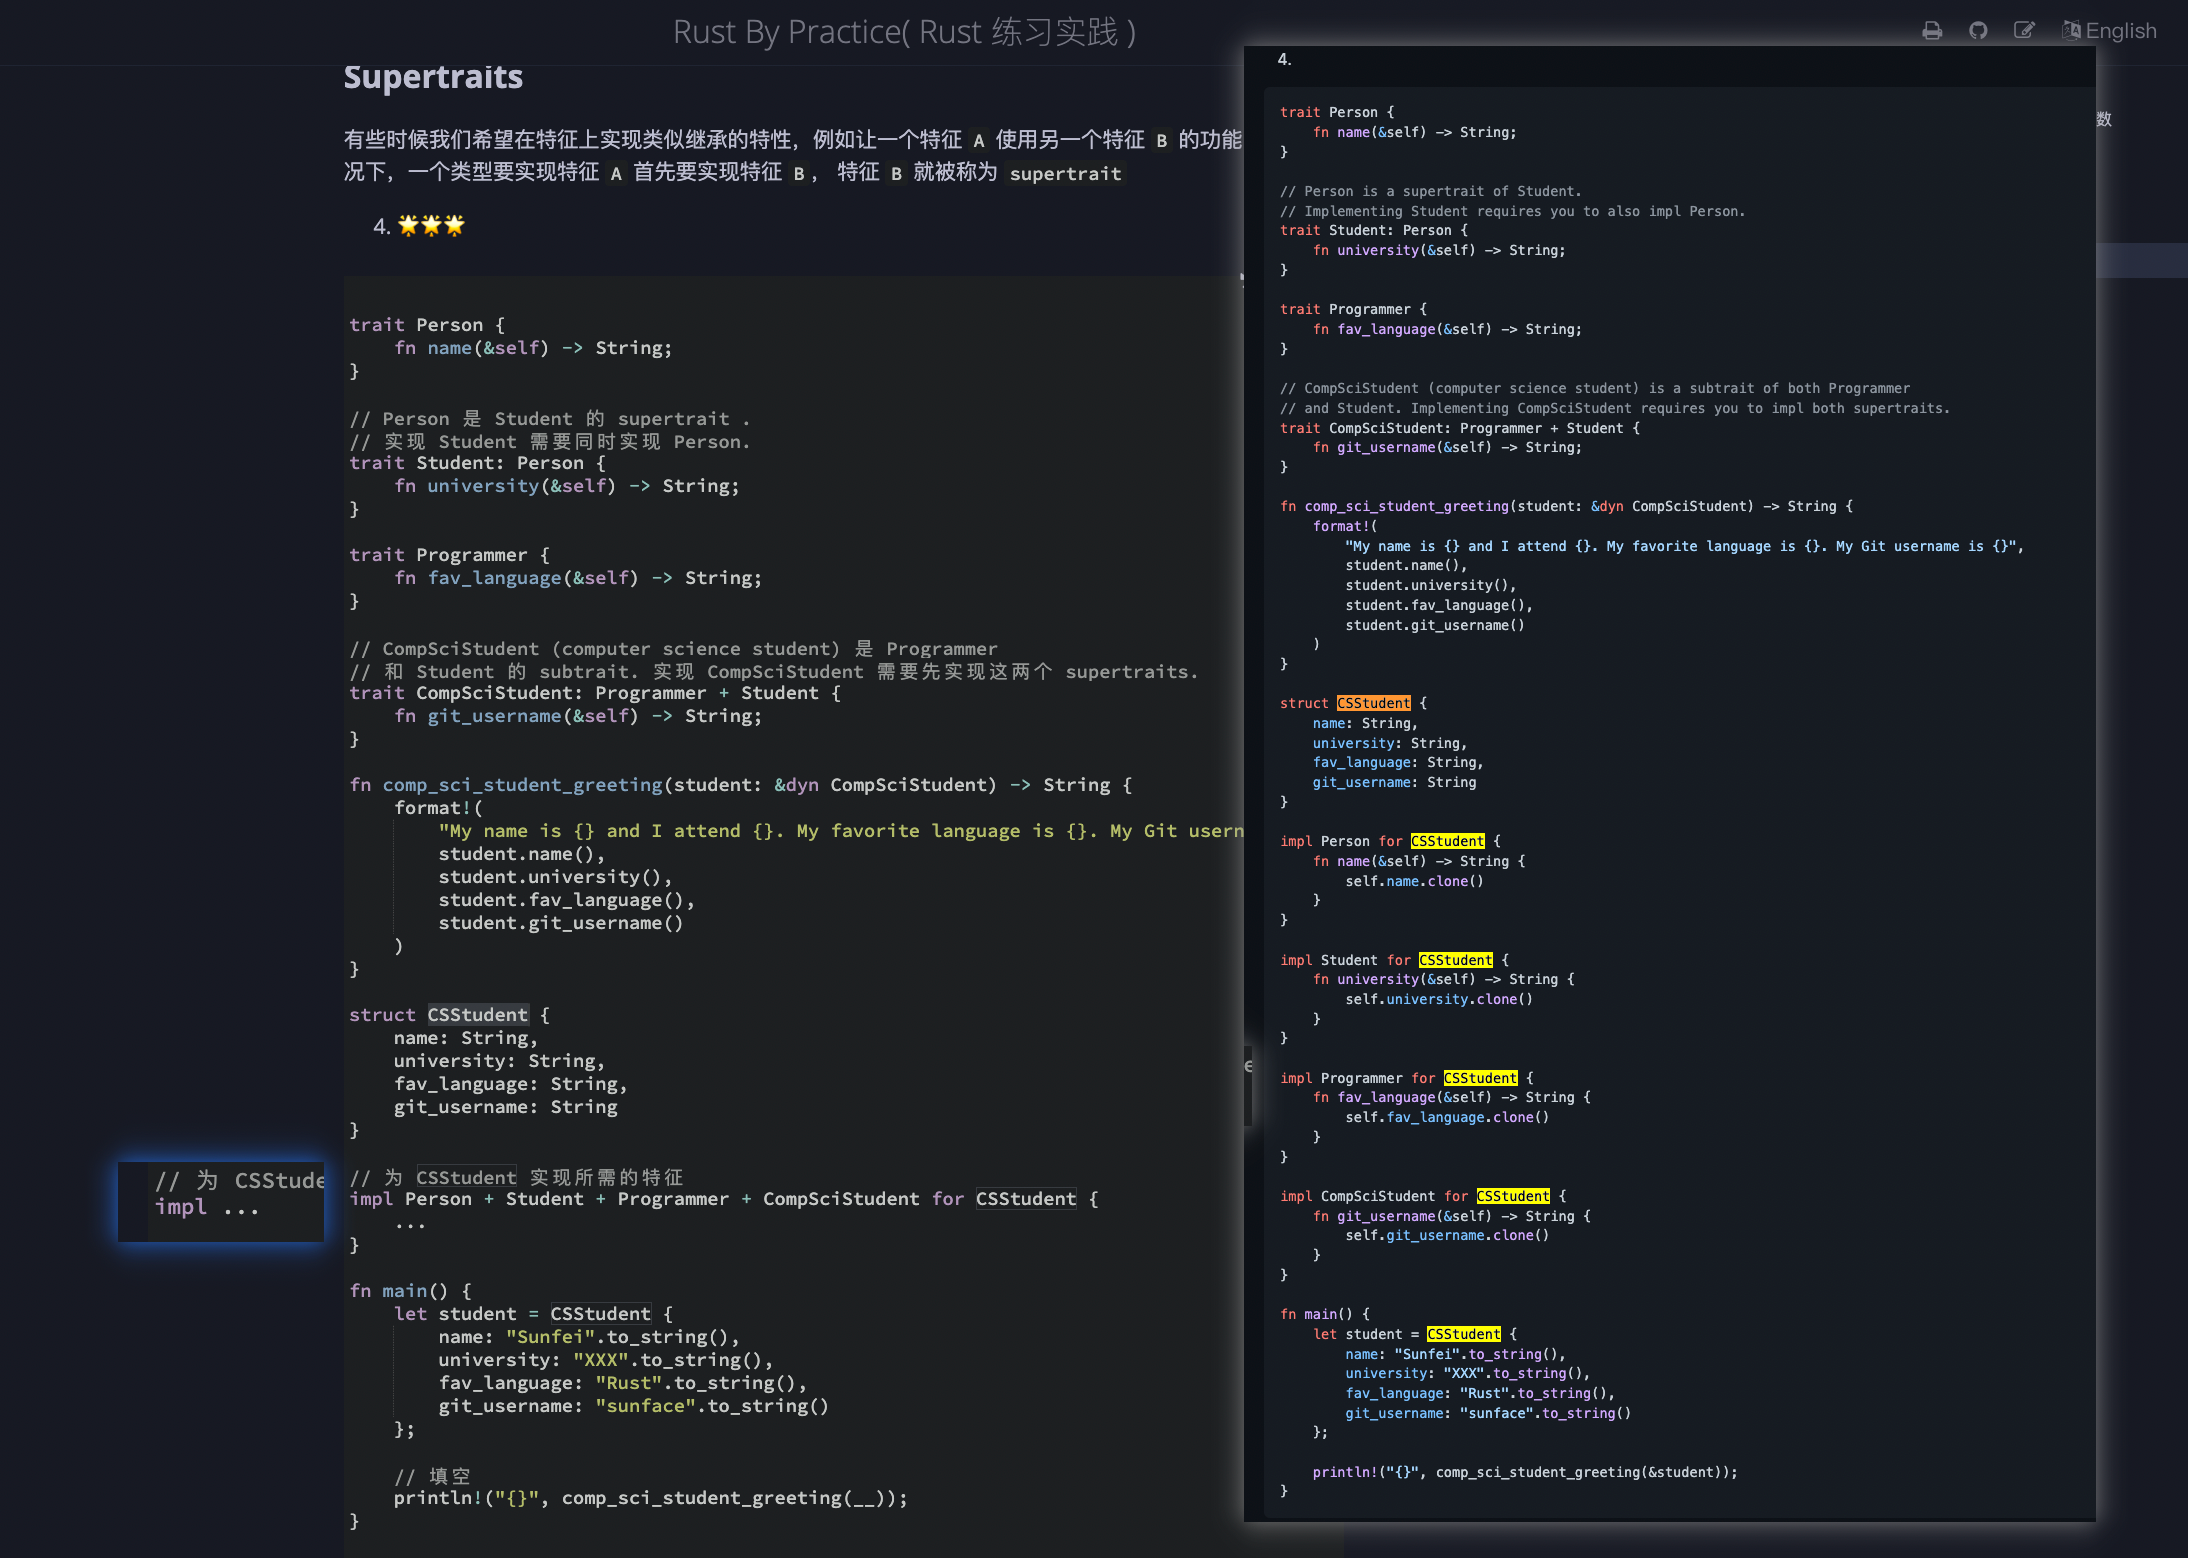 Rust By Practice( Rust 练习实践 )
English
Supertraits
有些时候我们希望在特征上实现类似继承的特性，例如让一个特征 A 使用另一个特征 B 的功能
况下，一个类型要实现特征 A 首先要实现特征 B， 特征 B 就被称为 supertrait
4. 🌟🌟🌟
trait Person {
    fn name(&self) -> String;
}
// Person 是 Student 的 supertrait .
// 实现 Student 需要同时实现 Person.
trait Student: Person {
    fn university(&self) -> String;
}
trait Programmer {
    fn fav_language(&self) -> String;
}
// CompSciStudent (computer science student) 是 Programmer
// 和 Student 的 subtrait. 实现 CompSciStudent 需要先实现这两个 supertraits.
trait CompSciStudent: Programmer + Student {
    fn git_username(&self) -> String;
}
fn comp_sci_student_greeting(student: &dyn CompSciStudent) -> String {
    format!(
        "My name is {} and I attend {}. My favorite language is {}. My Git usern
        student.name(),
        student.university(),
        student.fav_language(),
        student.git_username()
    )
}
struct CSStudent {
    name: String,
    university: String,
    fav_language: String,
    git_username: String
}
// 为 CSStudent 实现所需的特征
impl Person + Student + Programmer + CompSciStudent for CSStudent {
    ...
}
fn main() {
    let student = CSStudent {
        name: "Sunfei".to_string(),
        university: "XXX".to_string(),
        fav_language: "Rust".to_string(),
        git_username: "sunface".to_string()
    };
    // 填空
    println!("{}", comp_sci_student_greeting(__));
}
// 为 CSStude
impl ...
4.
trait Person {
    fn name(&self) -> String;
}
// Person is a supertrait of Student.
// Implementing Student requires you to also impl Person.
trait Student: Person {
    fn university(&self) -> String;
}
trait Programmer {
    fn fav_language(&self) -> String;
}
// CompSciStudent (computer science student) is a subtrait of both Programmer
// and Student. Implementing CompSciStudent requires you to impl both supertraits.
trait CompSciStudent: Programmer + Student {
    fn git_username(&self) -> String;
}
fn comp_sci_student_greeting(student: &dyn CompSciStudent) -> String {
    format!(
        "My name is {} and I attend {}. My favorite language is {}. My Git username is {}",
        student.name(),
        student.university(),
        student.fav_language(),
        student.git_username()
    )
}
struct CSStudent {
    name: String,
    university: String,
    fav_language: String,
    git_username: String
}
impl Person for CSStudent {
    fn name(&self) -> String {
        self.name.clone()
    }
}
impl Student for CSStudent {
    fn university(&self) -> String {
        self.university.clone()
    }
}
impl Programmer for CSStudent {
    fn fav_language(&self) -> String {
        self.fav_language.clone()
    }
}
impl CompSciStudent for CSStudent {
    fn git_username(&self) -> String {
        self.git_username.clone()
    }
}
fn main() {
    let student = CSStudent {
        name: "Sunfei".to_string(),
        university: "XXX".to_string(),
        fav_language: "Rust".to_string(),
        git_username: "sunface".to_string()
    };
    println!("{}", comp_sci_student_greeting(&student));
}
数